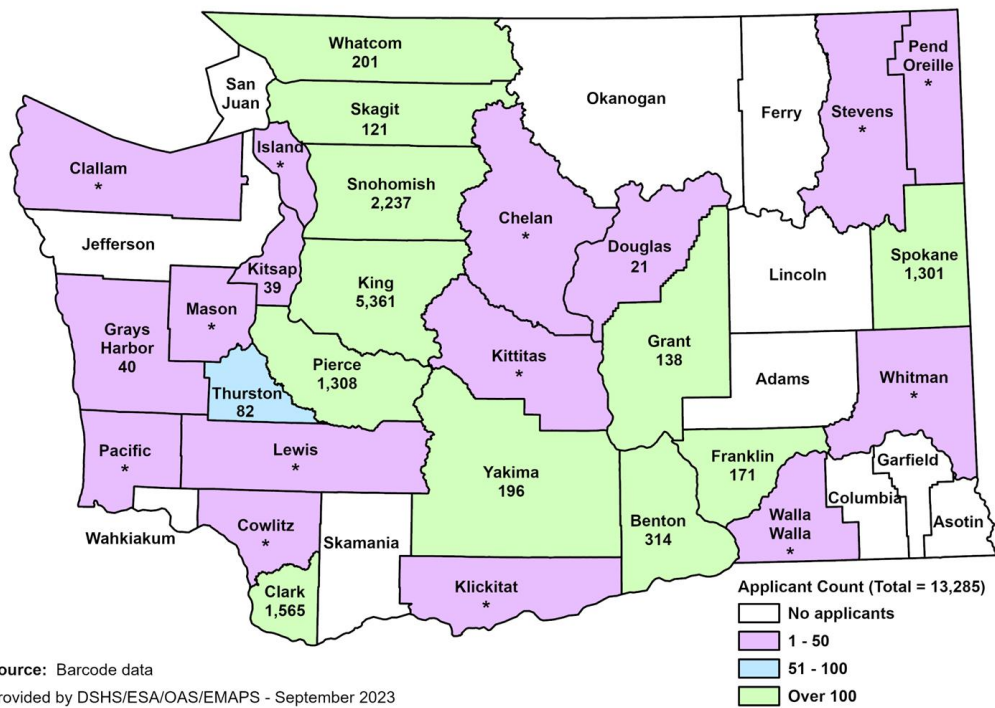 Whatcom
201
San
Juan
Skagit
121
Okanogan
Ferry
Stevens
*
Pend
Oreille
*
Clallam
*
Island
*
Snohomish
2,237
Chelan
*
Douglas
21
Jefferson
Kitsap
39
King
5,361
Lincoln
Spokane
1,301
Grays
Harbor
40
Mason
*
Thurston
82
Pierce
1,308
Kittitas
*
Grant
138
Adams
Whitman
*
Pacific
*
Lewis
*
Yakima
196
Franklin
171
Garfield
Columbia
Asotin
Wahkiakum
Cowlitz
*
Skamania
Benton
314
Walla
Walla
*
Clark
1,565
Klickitat
*
Applicant Count (Total = 13,285)
No applicants
1 - 50
51 - 100
Over 100
ource: Barcode data
rovided by DSHS/ESA/OAS/EMAPS - September 2023